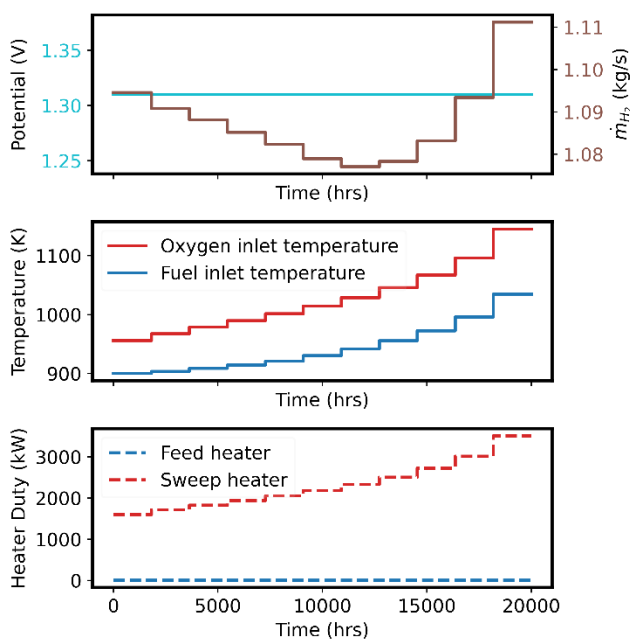 Potential (V)
1.35
1.30
1.25
1.11
1.10
1.09
1.08
ṁ_{H₂} (kg/s)
Time (hrs)
Temperature (K)
1100
1000
900
Oxygen inlet temperature
Fuel inlet temperature
Time (hrs)
Heater Duty (kW)
3000
2000
1000
0
Feed heater
Sweep heater
0 5000 10000 15000 20000
Time (hrs)